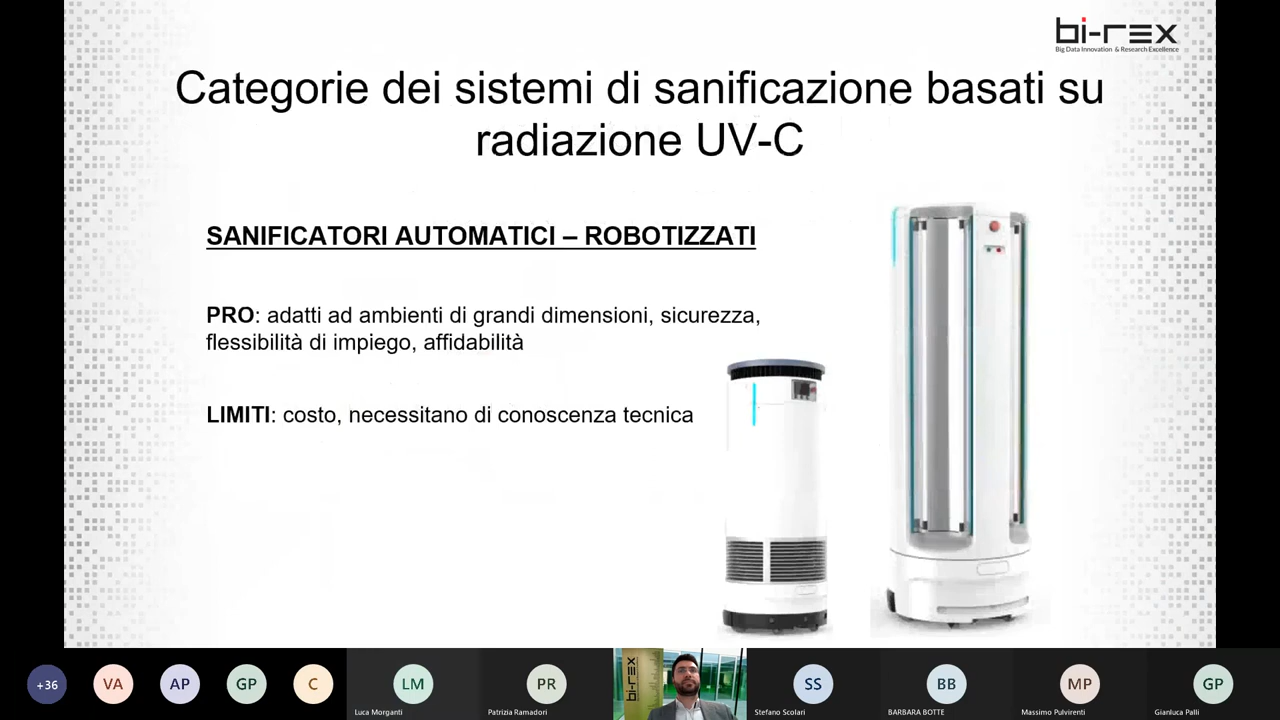 bi-rex
Big Data Innovation & Research Excellence
Categorie dei sistemi di sanificazione basati su
radiazione UV-C
SANIFICATORI AUTOMATICI – ROBOTIZZATI
PRO: adatti ad ambienti di grandi dimensioni, sicurezza,
flessibilità di impiego, affidabilità
LIMITI: costo, necessitano di conoscenza tecnica
+36
VA
AP
GP
C
LM
Luca Morganti
PR
Patrizia Ramadori
bi-rex
SS
Stefano Scolari
BB
BARBARA BOTTE
MP
Massimo Pulvirenti
GP
Gianluca Palli